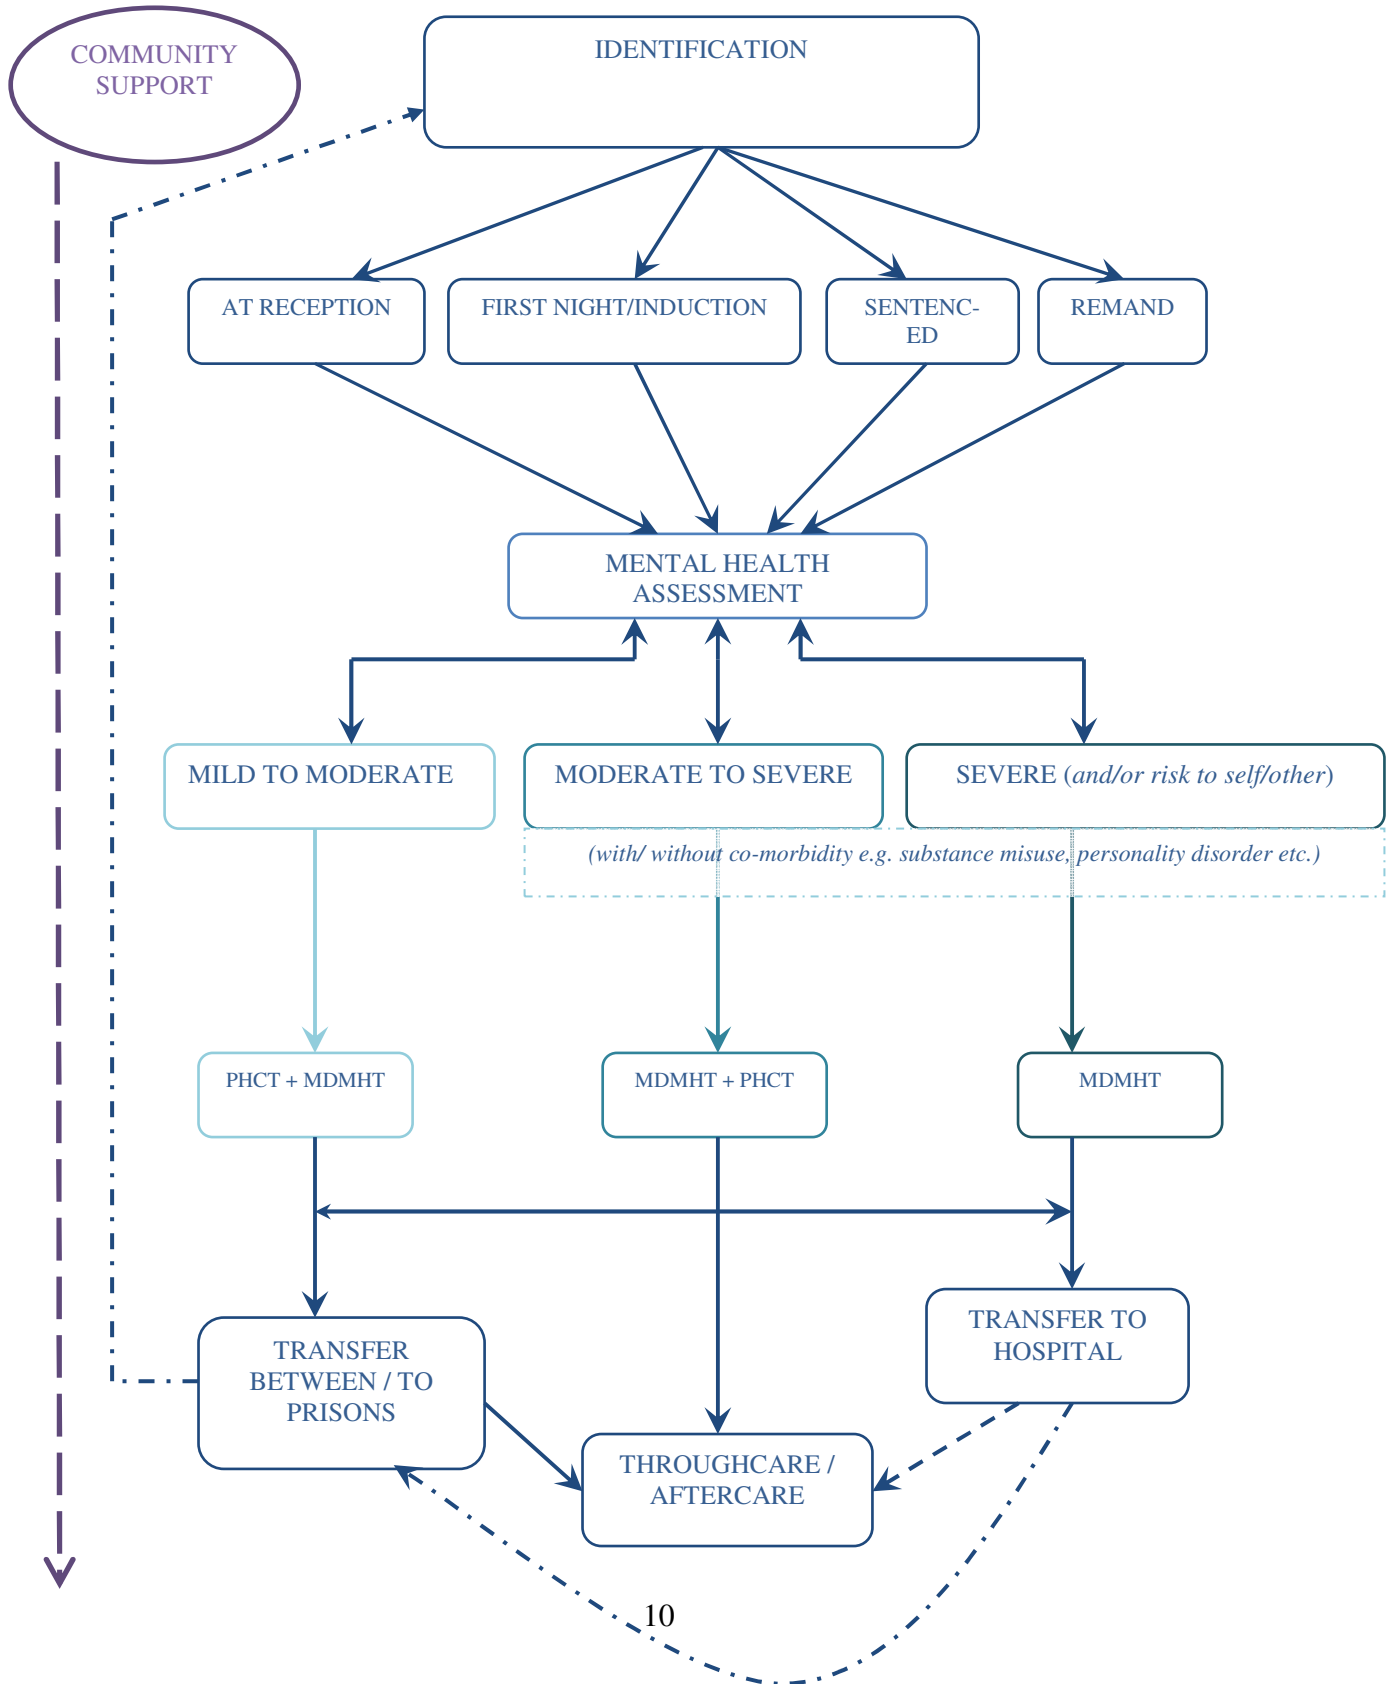 COMMUNITY
SUPPORT
IDENTIFICATION
AT RECEPTION
FIRST NIGHT/INDUCTION
SENTENC-
ED
REMAND
MENTAL HEALTH
ASSESSMENT
MILD TO MODERATE
MODERATE TO SEVERE
SEVERE (and/or risk to self/other)
(with/ without co-morbidity e.g. substance misuse, personality disorder etc.)
PHCT + MDMHT
MDMHT + PHCT
MDMHT
TRANSFER
BETWEEN / TO
PRISONS
TRANSFER TO
HOSPITAL
THROUGHCARE /
AFTERCARE
10